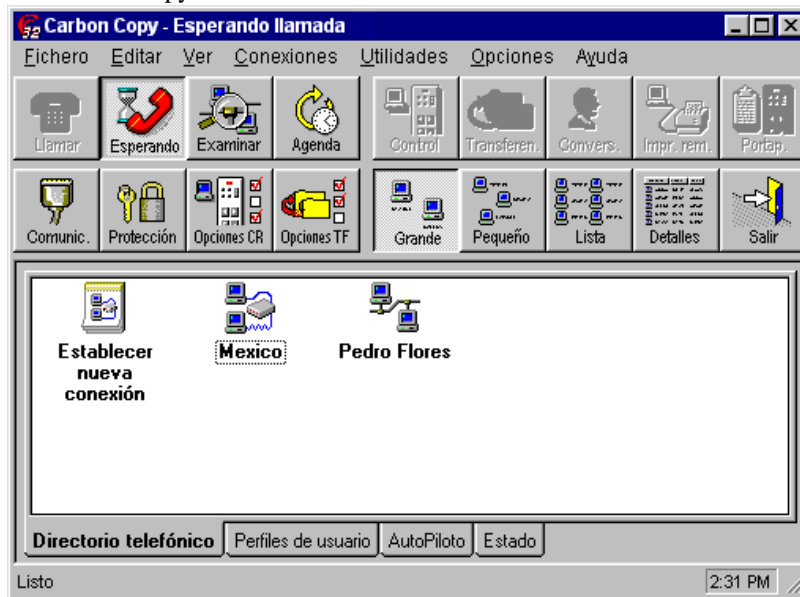 Carbon Copy - Esperando llamada
Fichero Editar Ver Conexiones Utilidades Opciones Ayuda
Llamar Esperando Examinar Agenda Control Transferen. Convers. Impr. rem. Portap.
Comunic. Protección Opciones CR Opciones TF Grande Pequeño Lista Detalles Salir
Establecer nueva conexión
Mexico
Pedro Flores
Directorio telefónico Perfiles de usuario AutoPiloto Estado
Listo 2:31 PM